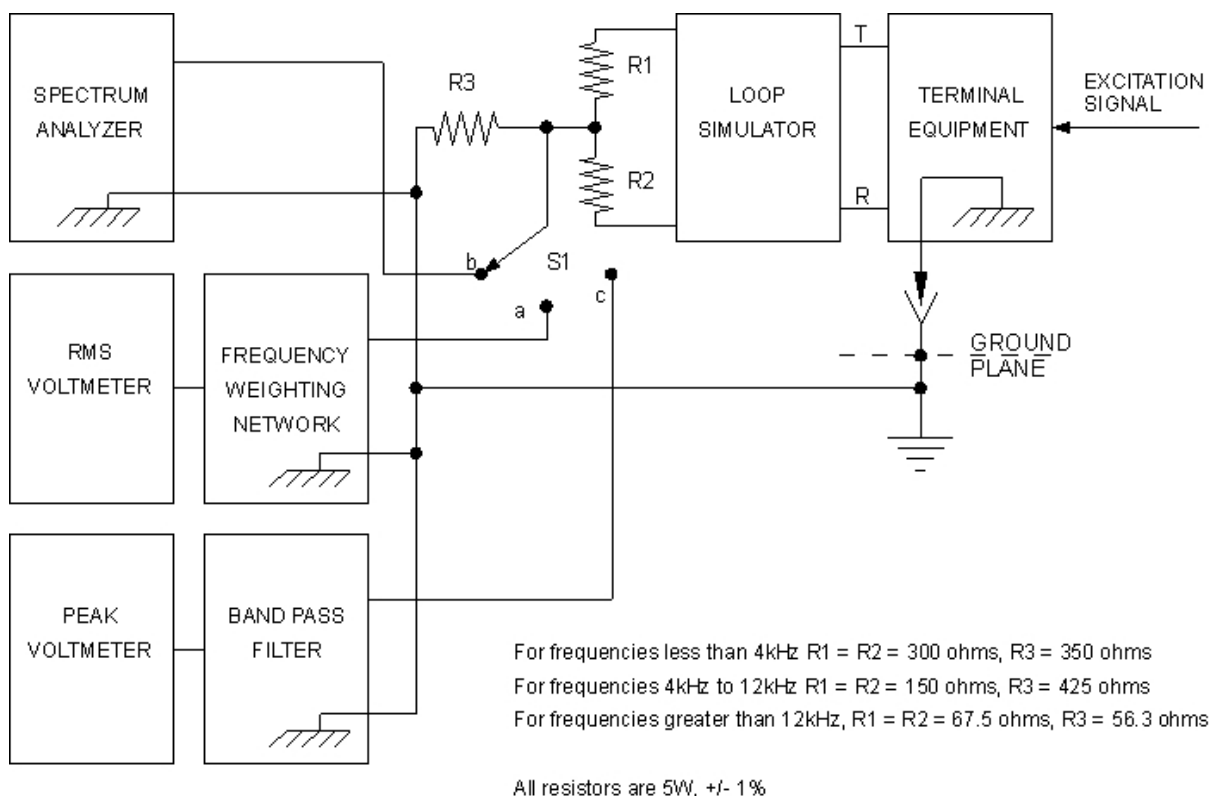 SPECTRUM
ANALYZER
R3
R1
R2
LOOP
SIMULATOR
T
R
TERMINAL
EQUIPMENT
EXCITATION
SIGNAL
b
S1
a
c
RMS
VOLTMETER
FREQUENCY
WEIGHTING
NETWORK
GROUND
PLANE
PEAK
VOLTMETER
BAND PASS
FILTER
For frequencies less than 4kHz R1 = R2 = 300 ohms, R3 = 350 ohms
For frequencies 4kHz to 12kHz R1 = R2 = 150 ohms, R3 = 425 ohms
For frequencies greater than 12kHz, R1 = R2 = 67.5 ohms, R3 = 56.3 ohms
All resistors are 5W, +/- 1%